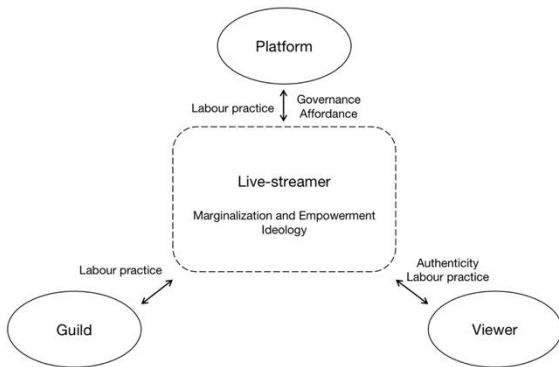 Platform
Labour practice
Governance
Affordance
Live-streamer
Marginalization and Empowerment
Ideology
Labour practice
Authenticity
Labour practice
Guild
Viewer